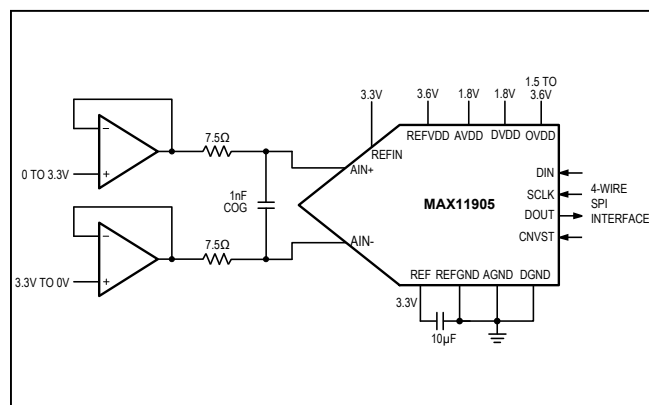 3.3V
3.6V
1.8V
1.8V
1.5 TO
3.6V
REFIN
REFVDD
AVDD
DVDD
OVDD
−
7.5Ω
0 TO 3.3V
+
AIN+
1nF
COG
MAX11905
DIN
SCLK
DOUT
CNVST
4-WIRE
SPI
INTERFACE
−
7.5Ω
3.3V TO 0V
+
AIN-
REF
REFGND
AGND
DGND
3.3V
10µF